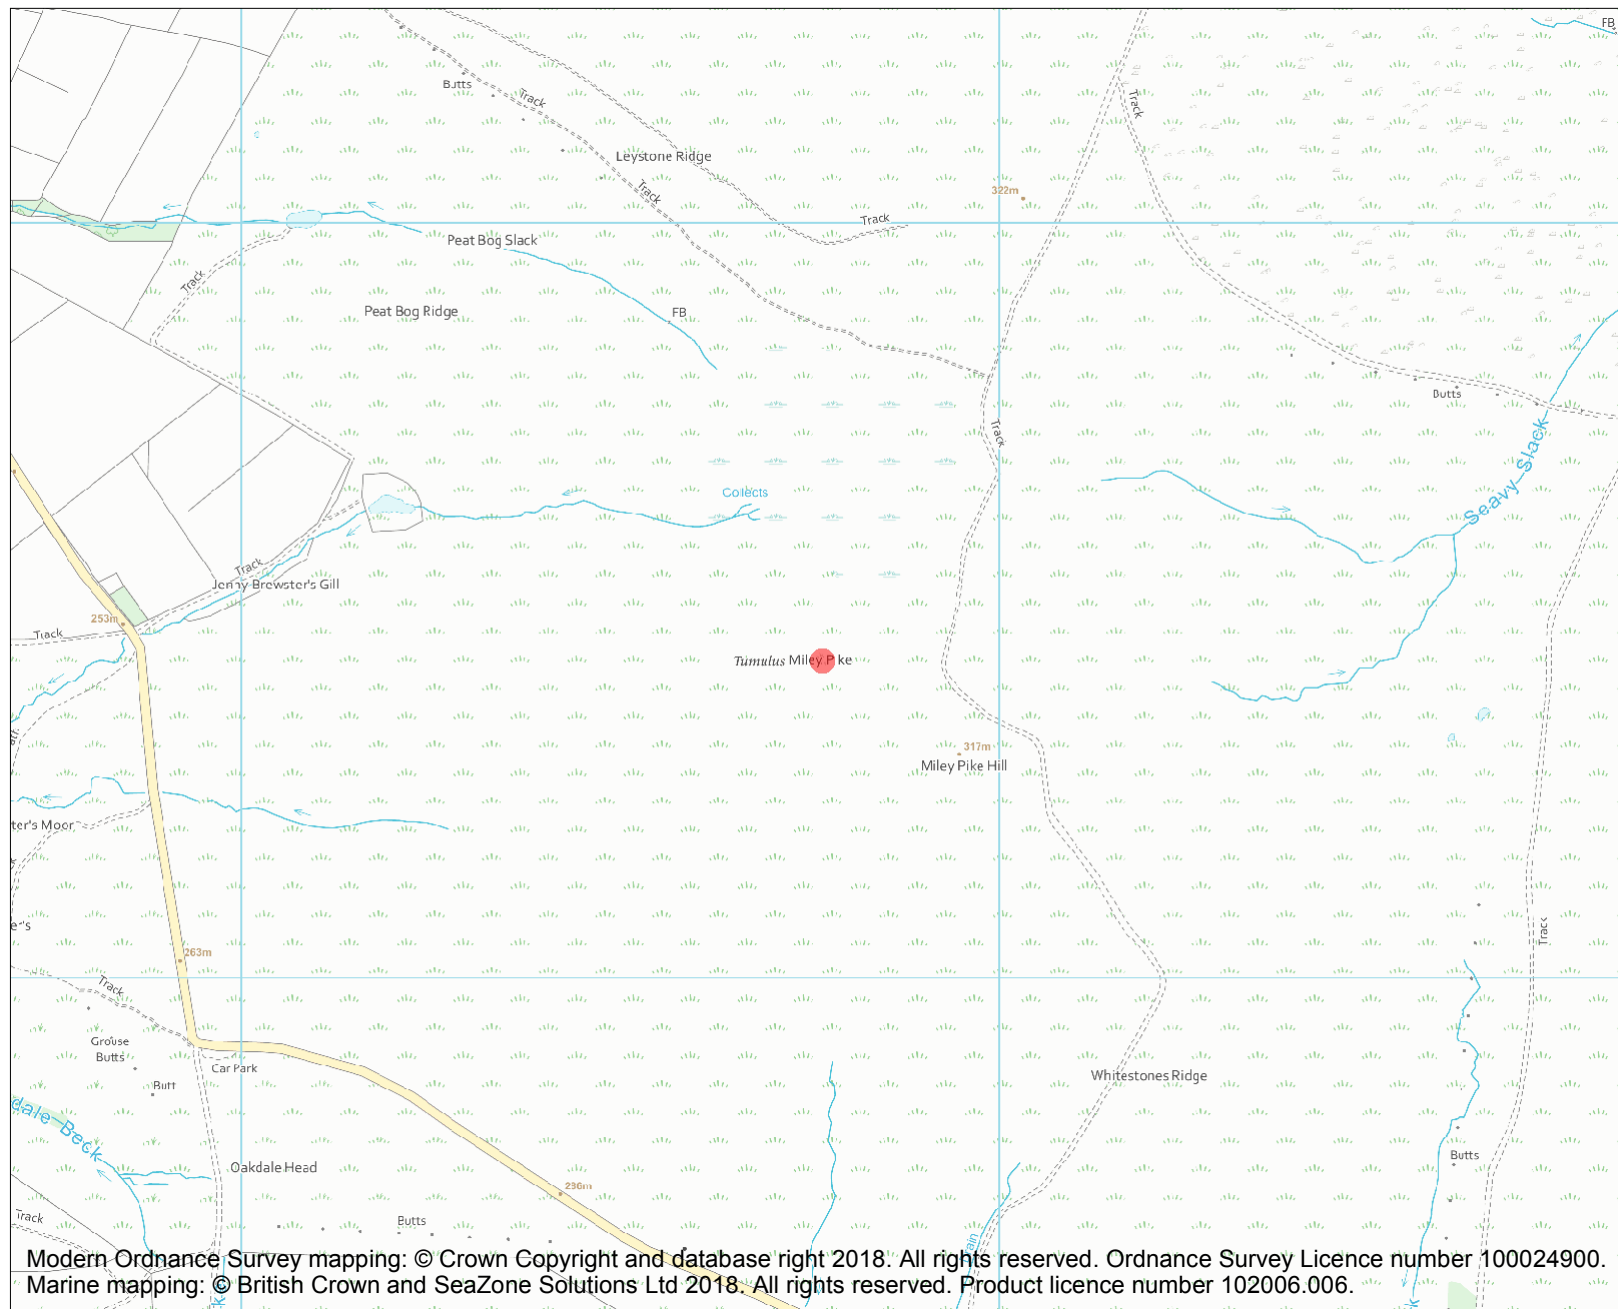 FB
Butts
Track
Track
Leystone Ridge
Track
322m
Track
Peat Bog Slack
Track
Peat Bog Ridge
FB
Butts
Track
Seavy Slack
Collects
Track
Jenny Brewster's Gill
253m
Track
Tumulus Miley Pike
317m
Miley Pike Hill
ter's Moor
e's
Track
263m
Track
Grouse
Butts
Car Park
Butt
Whitestones Ridge
dale Beck
Butts
Oakdale Head
296m
Track
Butts
Modern Ordnance Survey mapping: © Crown Copyright and database right 2018. All rights reserved. Ordnance Survey Licence number 100024900.
Marine mapping: © British Crown and SeaZone Solutions Ltd 2018. All rights reserved. Product licence number 102006.006.